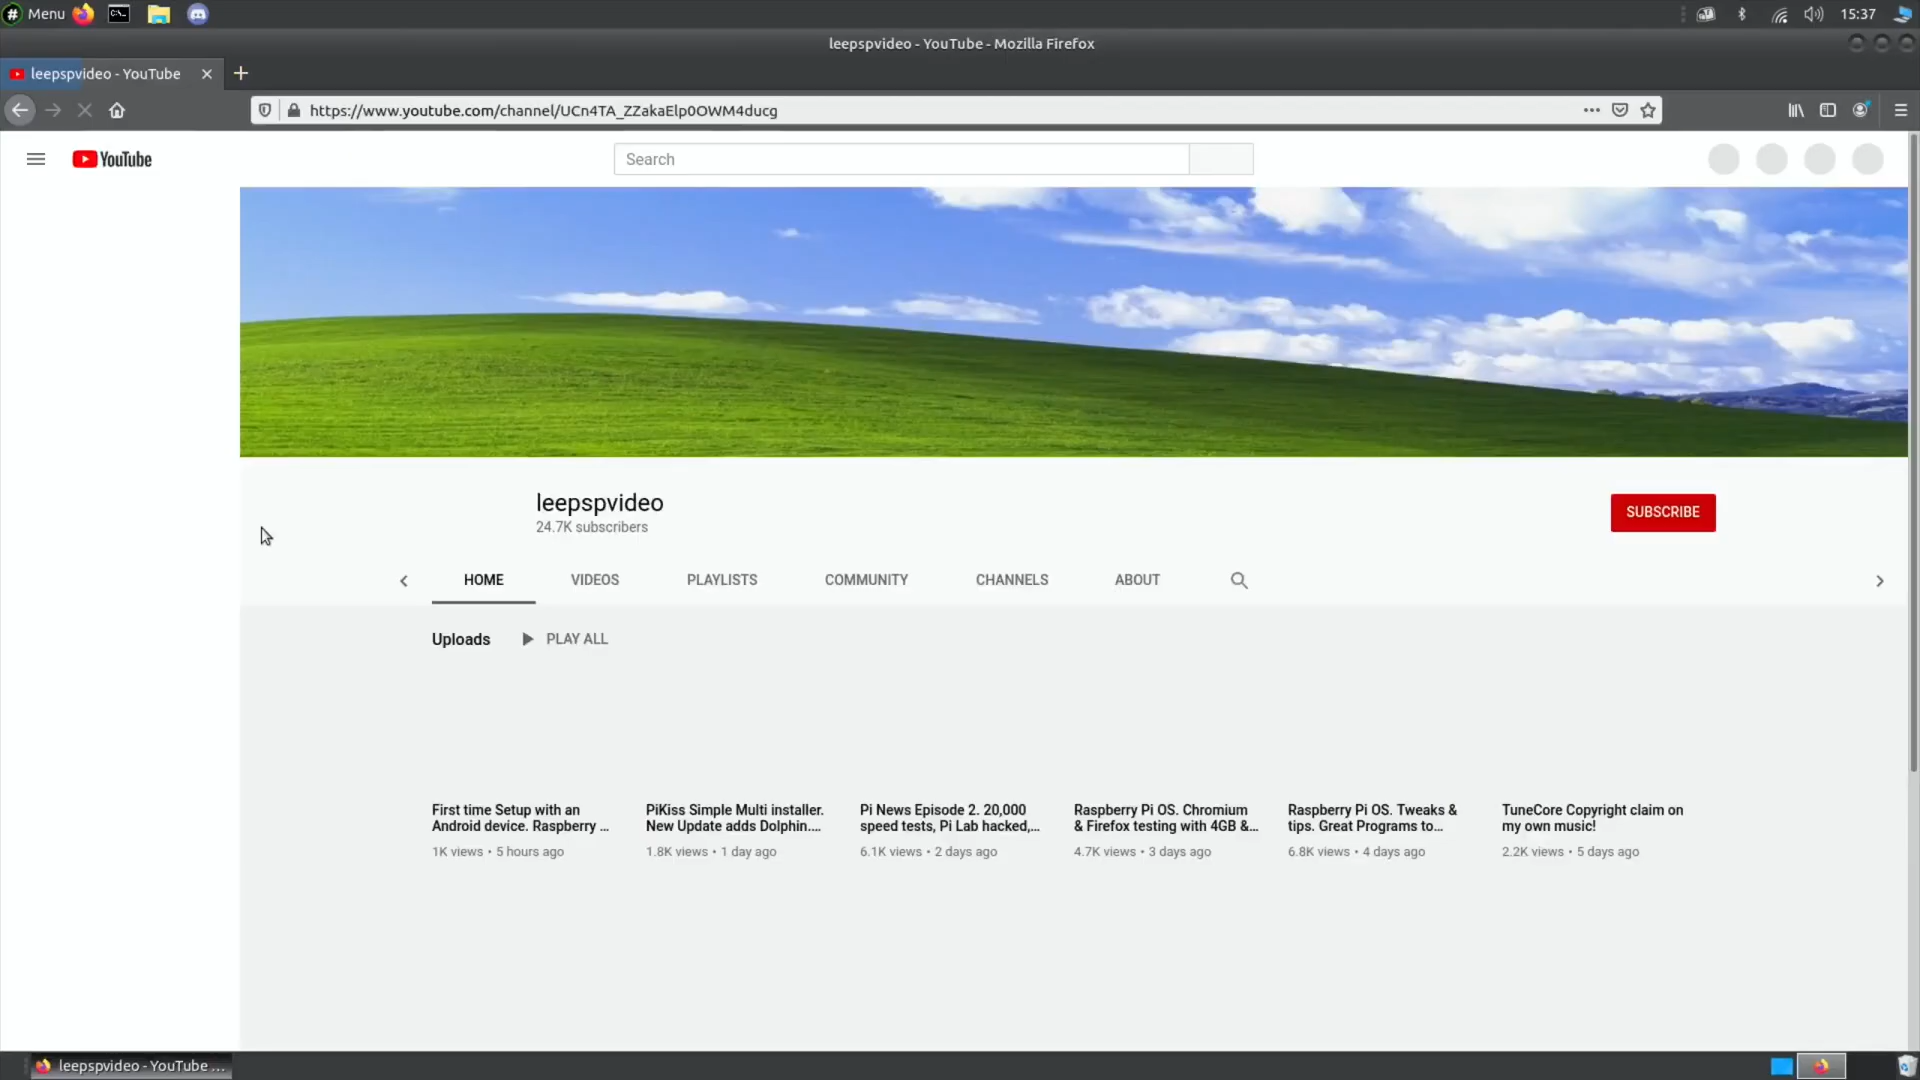 Menu
15:37
leepspvideo - YouTube - Mozilla Firefox
leepspvideo - YouTube
https://www.youtube.com/channel/UCn4TA_ZZakaElp0OWM4ducg
YouTube
Search
leepspvideo
24.7K subscribers
SUBSCRIBE
HOME VIDEOS PLAYLISTS COMMUNITY CHANNELS ABOUT
Uploads PLAY ALL
First time Setup with an
Android device. Raspberry ...
1K views • 5 hours ago
PiKiss Simple Multi installer.
New Update adds Dolphin....
1.8K views • 1 day ago
Pi News Episode 2. 20,000
speed tests, Pi Lab hacked,...
6.1K views • 2 days ago
Raspberry Pi OS. Chromium
& Firefox testing with 4GB &...
4.7K views • 3 days ago
Raspberry Pi OS. Tweaks &
tips. Great Programs to...
6.8K views • 4 days ago
TuneCore Copyright claim on
my own music!
2.2K views • 5 days ago
leepspvideo - YouTube ...